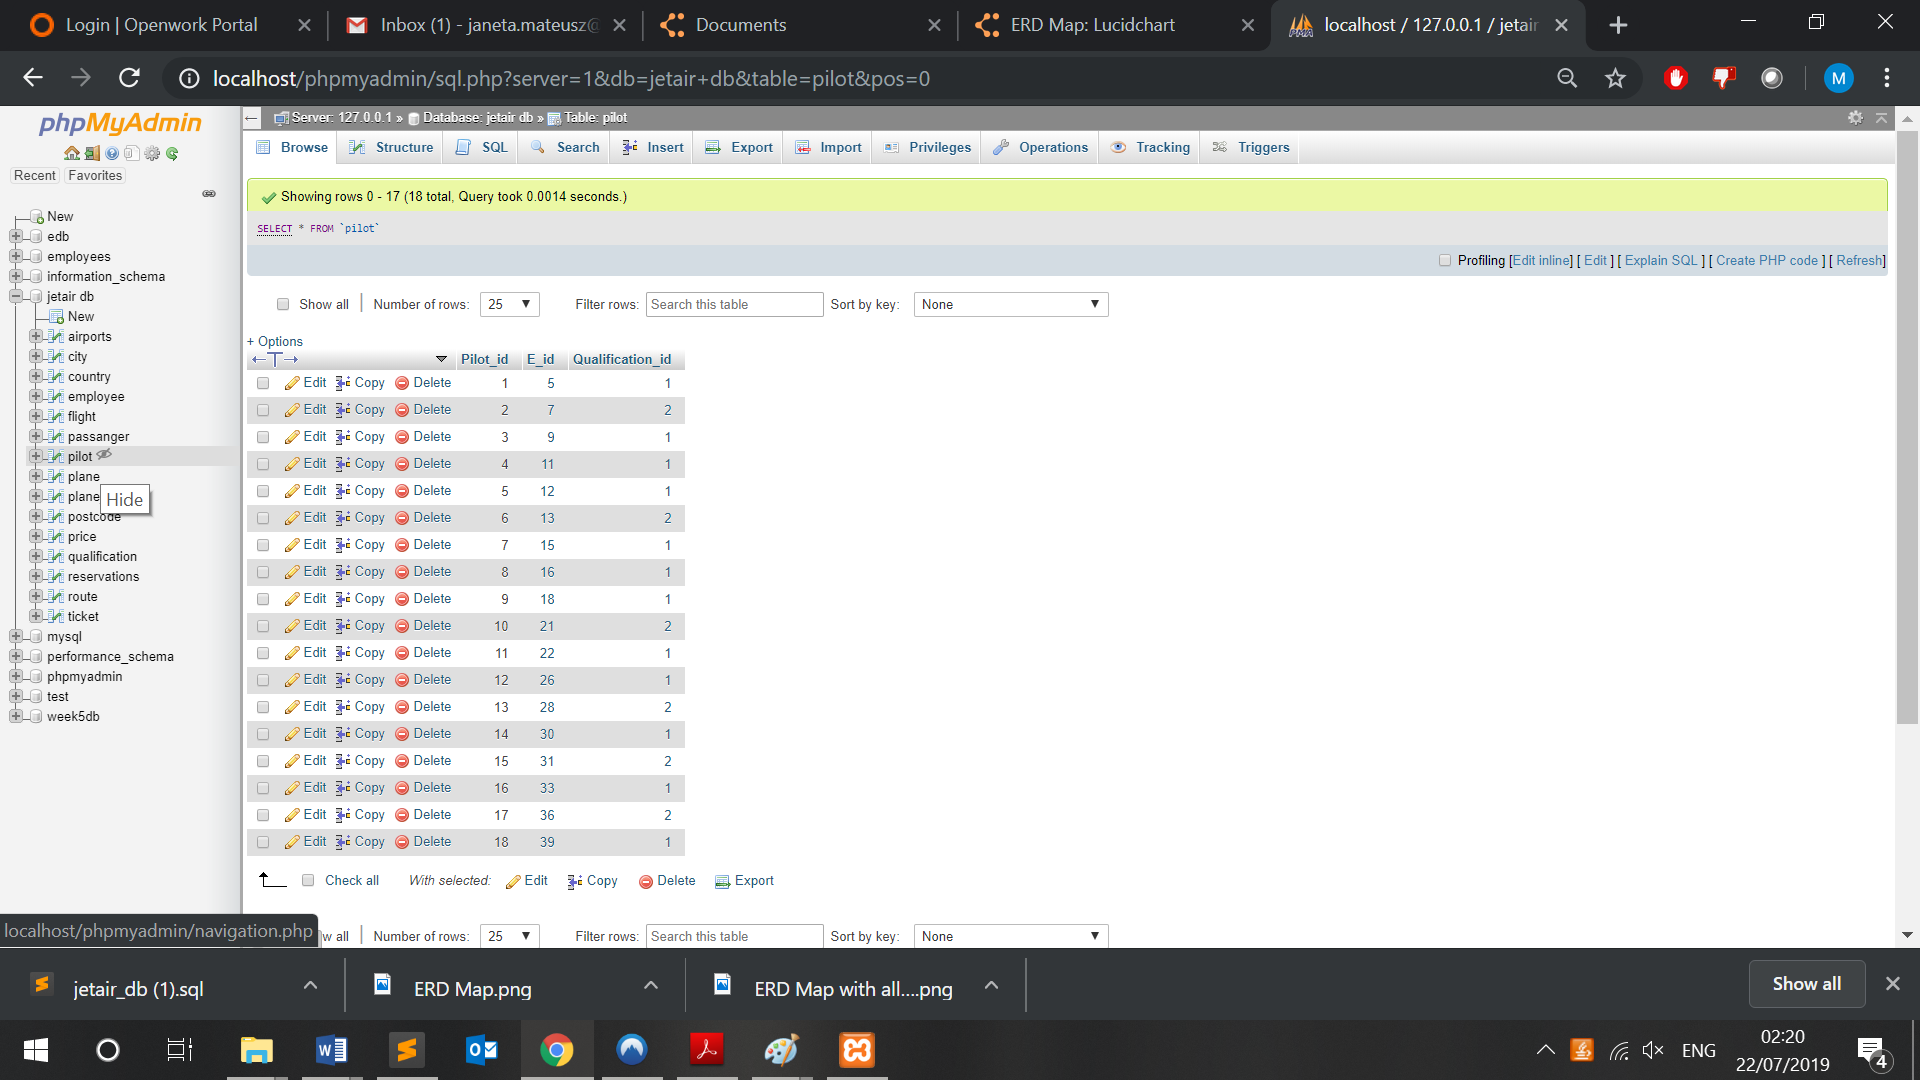 Login | Openwork Portal
Inbox (1) - janeta.mateusz@
Documents
ERD Map: Lucidchart
localhost / 127.0.0.1 / jetair
localhost/phpmyadmin/sql.php?server=1&db=jetair+db&table=pilot&pos=0
M
phpMyAdmin
Recent Favorites
New
edb
employees
information_schema
jetair db
New
airports
city
country
employee
flight
passanger
pilot
plane
plane
Hide
postcode
price
qualification
reservations
route
ticket
mysql
performance_schema
phpmyadmin
test
week5db
Server: 127.0.0.1 » Database: jetair db » Table: pilot
Browse Structure SQL Search Insert Export Import Privileges Operations Tracking Triggers
Showing rows 0 - 17 (18 total, Query took 0.0014 seconds.)
SELECT * FROM `pilot`
Profiling [Edit inline] [ Edit ] [ Explain SQL ] [ Create PHP code ] [ Refresh]
Show all | Number of rows: 25 Filter rows: Search this table Sort by key: None
+ Options
←T→ Pilot_id E_id Qualification_id
Edit Copy Delete 1 5 1
Edit Copy Delete 2 7 2
Edit Copy Delete 3 9 1
Edit Copy Delete 4 11 1
Edit Copy Delete 5 12 1
Edit Copy Delete 6 13 2
Edit Copy Delete 7 15 1
Edit Copy Delete 8 16 1
Edit Copy Delete 9 18 1
Edit Copy Delete 10 21 2
Edit Copy Delete 11 22 1
Edit Copy Delete 12 26 1
Edit Copy Delete 13 28 2
Edit Copy Delete 14 30 1
Edit Copy Delete 15 31 2
Edit Copy Delete 16 33 1
Edit Copy Delete 17 36 2
Edit Copy Delete 18 39 1
Check all With selected: Edit Copy Delete Export
localhost/phpmyadmin/navigation.php
w all | Number of rows: 25 Filter rows: Search this table Sort by key: None
jetair_db (1).sql
ERD Map.png
ERD Map with all....png
Show all
ENG
02:20
22/07/2019
4